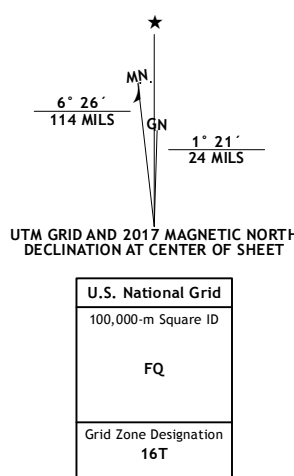 ★
MN.
6° 26´
114 MILS
GN
1° 21´
24 MILS
UTM GRID AND 2017 MAGNETIC NORTH
DECLINATION AT CENTER OF SHEET
U.S. National Grid
100,000-m Square ID
FQ
Grid Zone Designation
16T